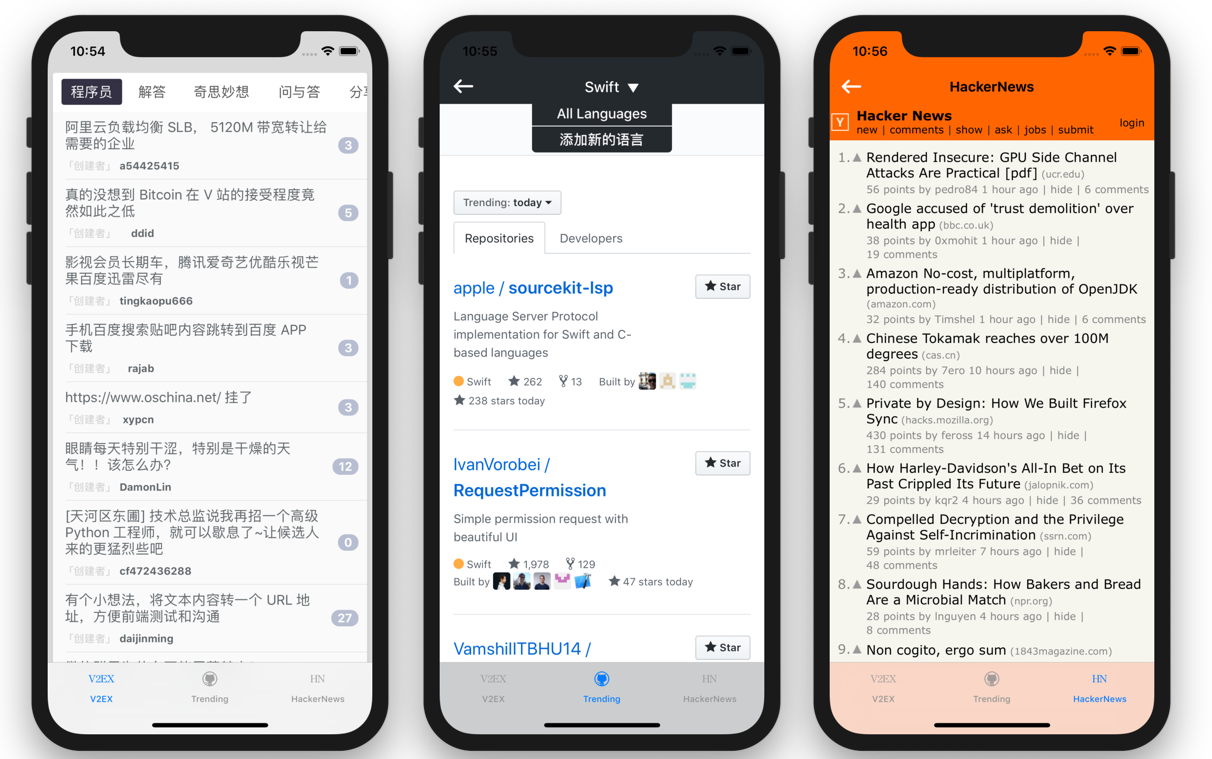 10:54
程序员 解答 奇思妙想 问与答 分享
阿里云负载均衡 SLB, 5120M 带宽转让给
需要的企业
3
「创建者」 a54425415
真的没想到 Bitcoin 在 V 站的接受程度竟
然如此之低
5
「创建者」 ddid
影视会员长期车，腾讯爱奇艺优酷乐视芒
果百度迅雷尽有
1
「创建者」 tingkaopu666
手机百度搜索贴吧内容跳转到百度 APP
下载
3
「创建者」 rajab
https://www.oschina.net/ 挂了
3
「创建者」 xypcn
眼睛每天特别干涩，特别是干燥的天
气！！该怎么办?
12
「创建者」 DamonLin
[天河区东圃] 技术总监说我再招一个高级
Python 工程师，就可以歇息了~让候选人
来的更猛烈些吧
0
「创建者」 cf472436288
有个小想法，将文本内容转一个 URL 地
址，方便前端测试和沟通
27
「创建者」 daijinming
V2EX HN
V2EX Trending HackerNews
10:55
Swift ▼
All Languages
添加新的语言
Trending: today
Repositories Developers
apple / sourcekit-lsp
Star
Language Server Protocol
implementation for Swift and C-
based languages
Swift 262 13 Built by
238 stars today
IvanVorobei /
RequestPermission
Star
Simple permission request with
beautiful UI
Swift 1,978 129
Built by 47 stars today
VamshiIITBHU14 /
Star
V2EX HN
V2EX Trending HackerNews
10:56
HackerNews
Y Hacker News
new | comments | show | ask | jobs | submit
login
1. Rendered Insecure: GPU Side Channel
Attacks Are Practical [pdf] (ucr.edu)
56 points by pedro84 1 hour ago | hide | 6 comments
2. Google accused of 'trust demolition' over
health app (bbc.co.uk)
38 points by 0xmohit 1 hour ago | hide |
19 comments
3. Amazon No-cost, multiplatform,
production-ready distribution of OpenJDK
(amazon.com)
32 points by Timshel 1 hour ago | hide | 6 comments
4. Chinese Tokamak reaches over 100M
degrees (cas.cn)
284 points by 7ero 10 hours ago | hide |
140 comments
5. Private by Design: How We Built Firefox
Sync (hacks.mozilla.org)
430 points by feross 14 hours ago | hide |
131 comments
6. How Harley-Davidson's All-In Bet on Its
Past Crippled Its Future (jalopnik.com)
29 points by kqr2 4 hours ago | hide | 36 comments
7. Compelled Decryption and the Privilege
Against Self-Incrimination (ssrn.com)
59 points by mrleiter 7 hours ago | hide |
48 comments
8. Sourdough Hands: How Bakers and Bread
Are a Microbial Match (npr.org)
28 points by lnguyen 4 hours ago | hide |
8 comments
9. Non cogito, ergo sum (1843magazine.com)
V2EX HN
V2EX Trending HackerNews